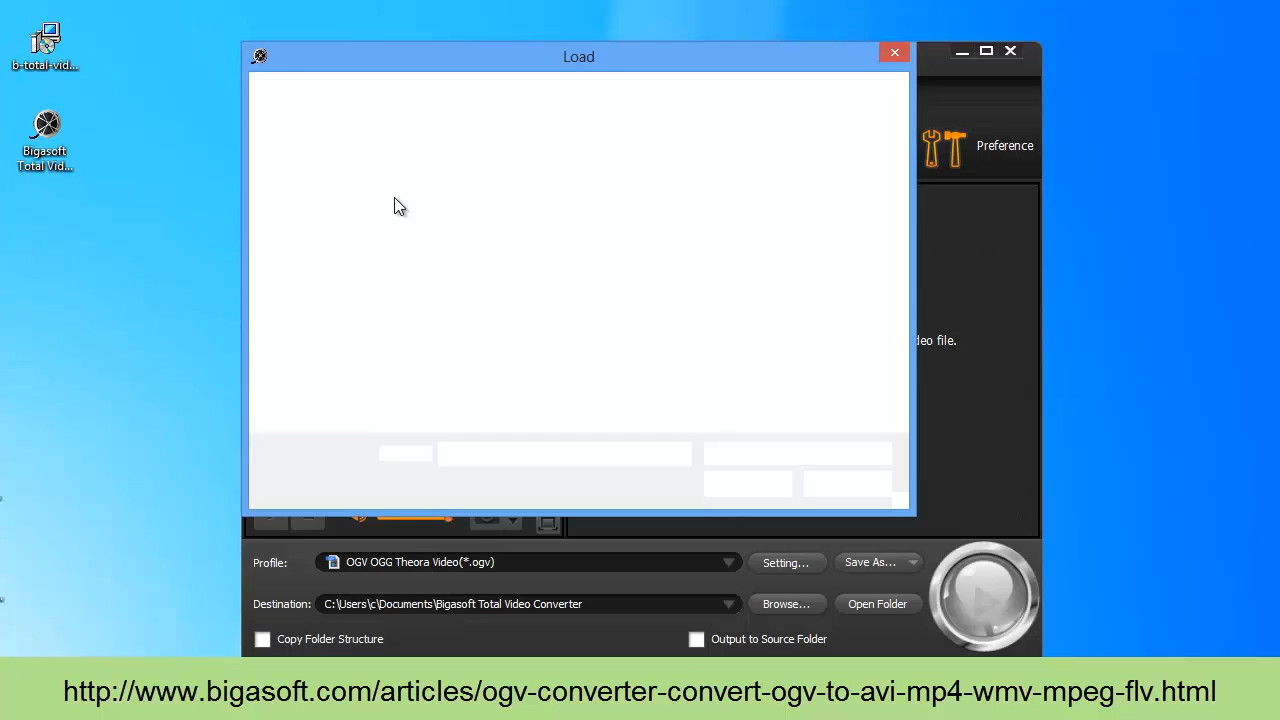 b-total-vid...
Bigasoft
Total Vid...
Load
Preference
deo file.
Profile:
OGV OGG Theora Video(*.ogv)
Setting...
Save As...
Destination:
C:\Users\c\Documents\Bigasoft Total Video Converter
Browse...
Open Folder
Copy Folder Structure
Output to Source Folder
http://www.bigasoft.com/articles/ogv-converter-convert-ogv-to-avi-mp4-wmv-mpeg-flv.html